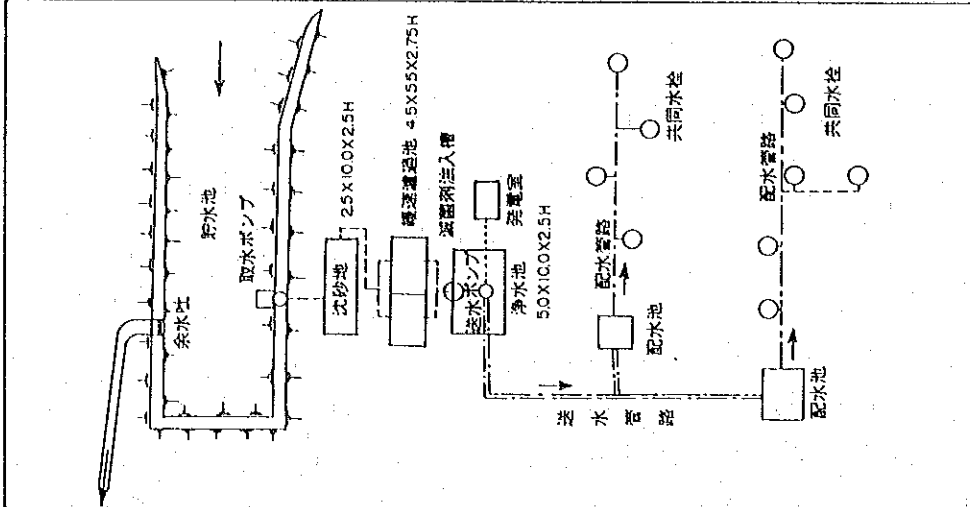 余水吐
貯水池
取水ポンプ
沈砂池
2.5X10.0X2.5H
緩速濾過池 4.5X5.5X2.75H
滅菌剤注入槽
送水ポンプ
発電室
浄水池
5.0X10.0X2.5H
送水管路
配水池
配水管路
共同水栓
配水池
配水管路
共同水栓